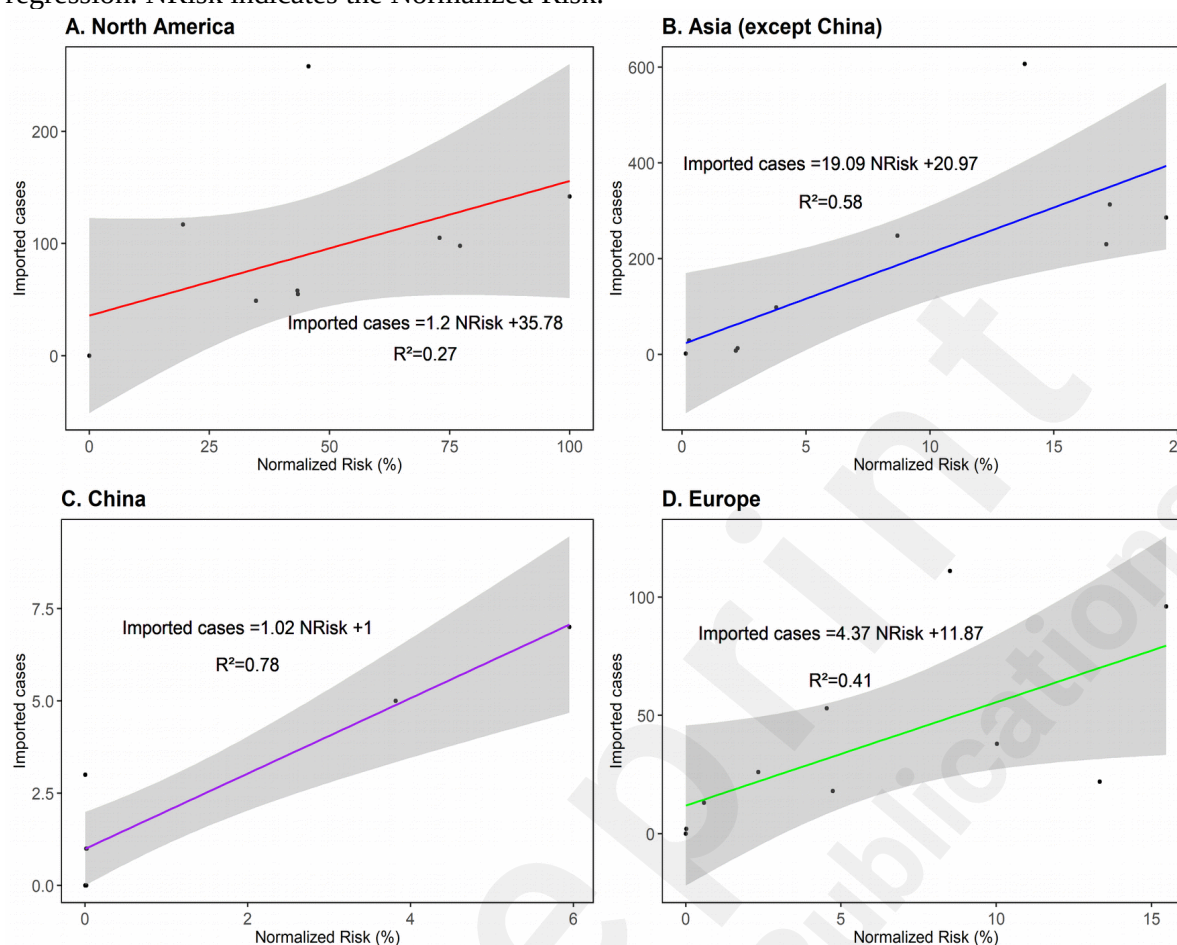 regression. NRisk indicates the Normalized Risk.
A. North America
Imported cases
200
100
0
Imported cases =1.2 NRisk +35.78
R²=0.27
0 25 50 75 100
Normalized Risk (%)
B. Asia (except China)
Imported cases
600
400
200
0
Imported cases =19.09 NRisk +20.97
R²=0.58
0 5 10 15
Normalized Risk (%)
C. China
Imported cases
7.5
5.0
2.5
0.0
Imported cases =1.02 NRisk +1
R²=0.78
0 2 4 6
Normalized Risk (%)
D. Europe
Imported cases
100
50
0
Imported cases =4.37 NRisk +11.87
R²=0.41
0 5 10 15
Normalized Risk (%)
eprint
ublications